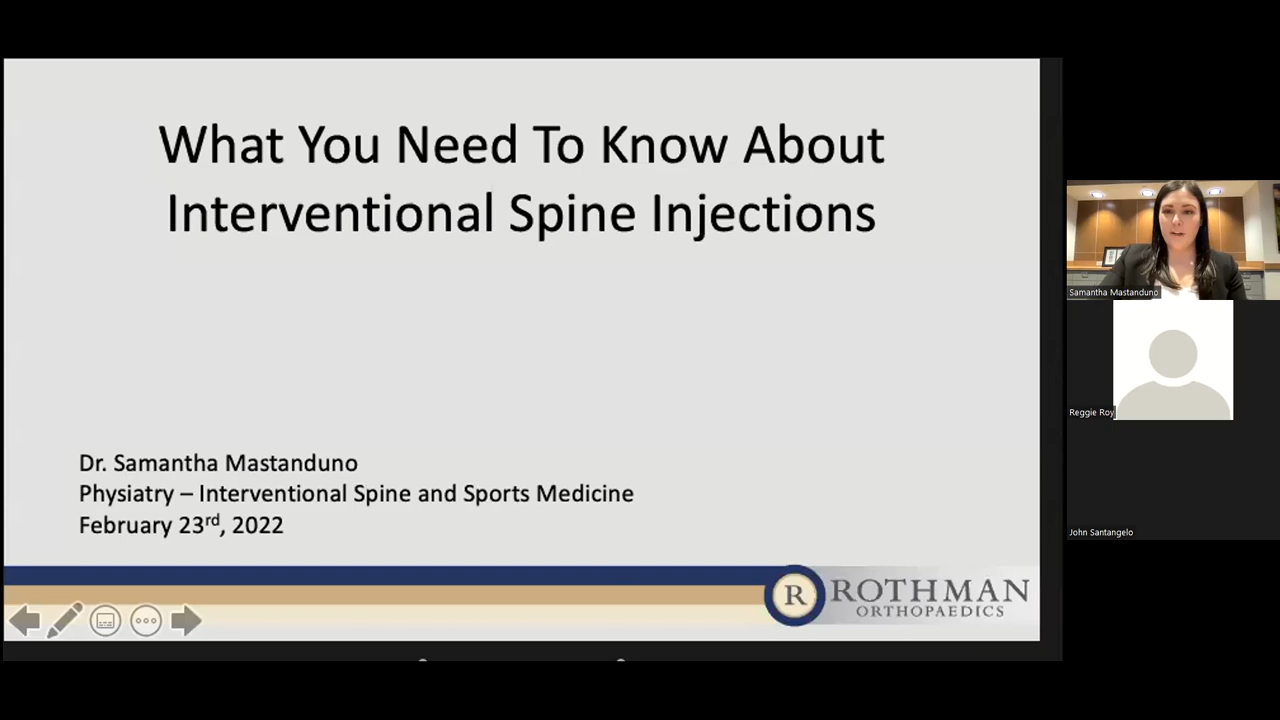 What You Need To Know About
Interventional Spine Injections
Dr. Samantha Mastanduno
Physiatry – Interventional Spine and Sports Medicine
February 23rd, 2022
R ROTHMAN
ORTHOPAEDICS
Samantha Mastanduno
Reggie Roy
John Santangelo